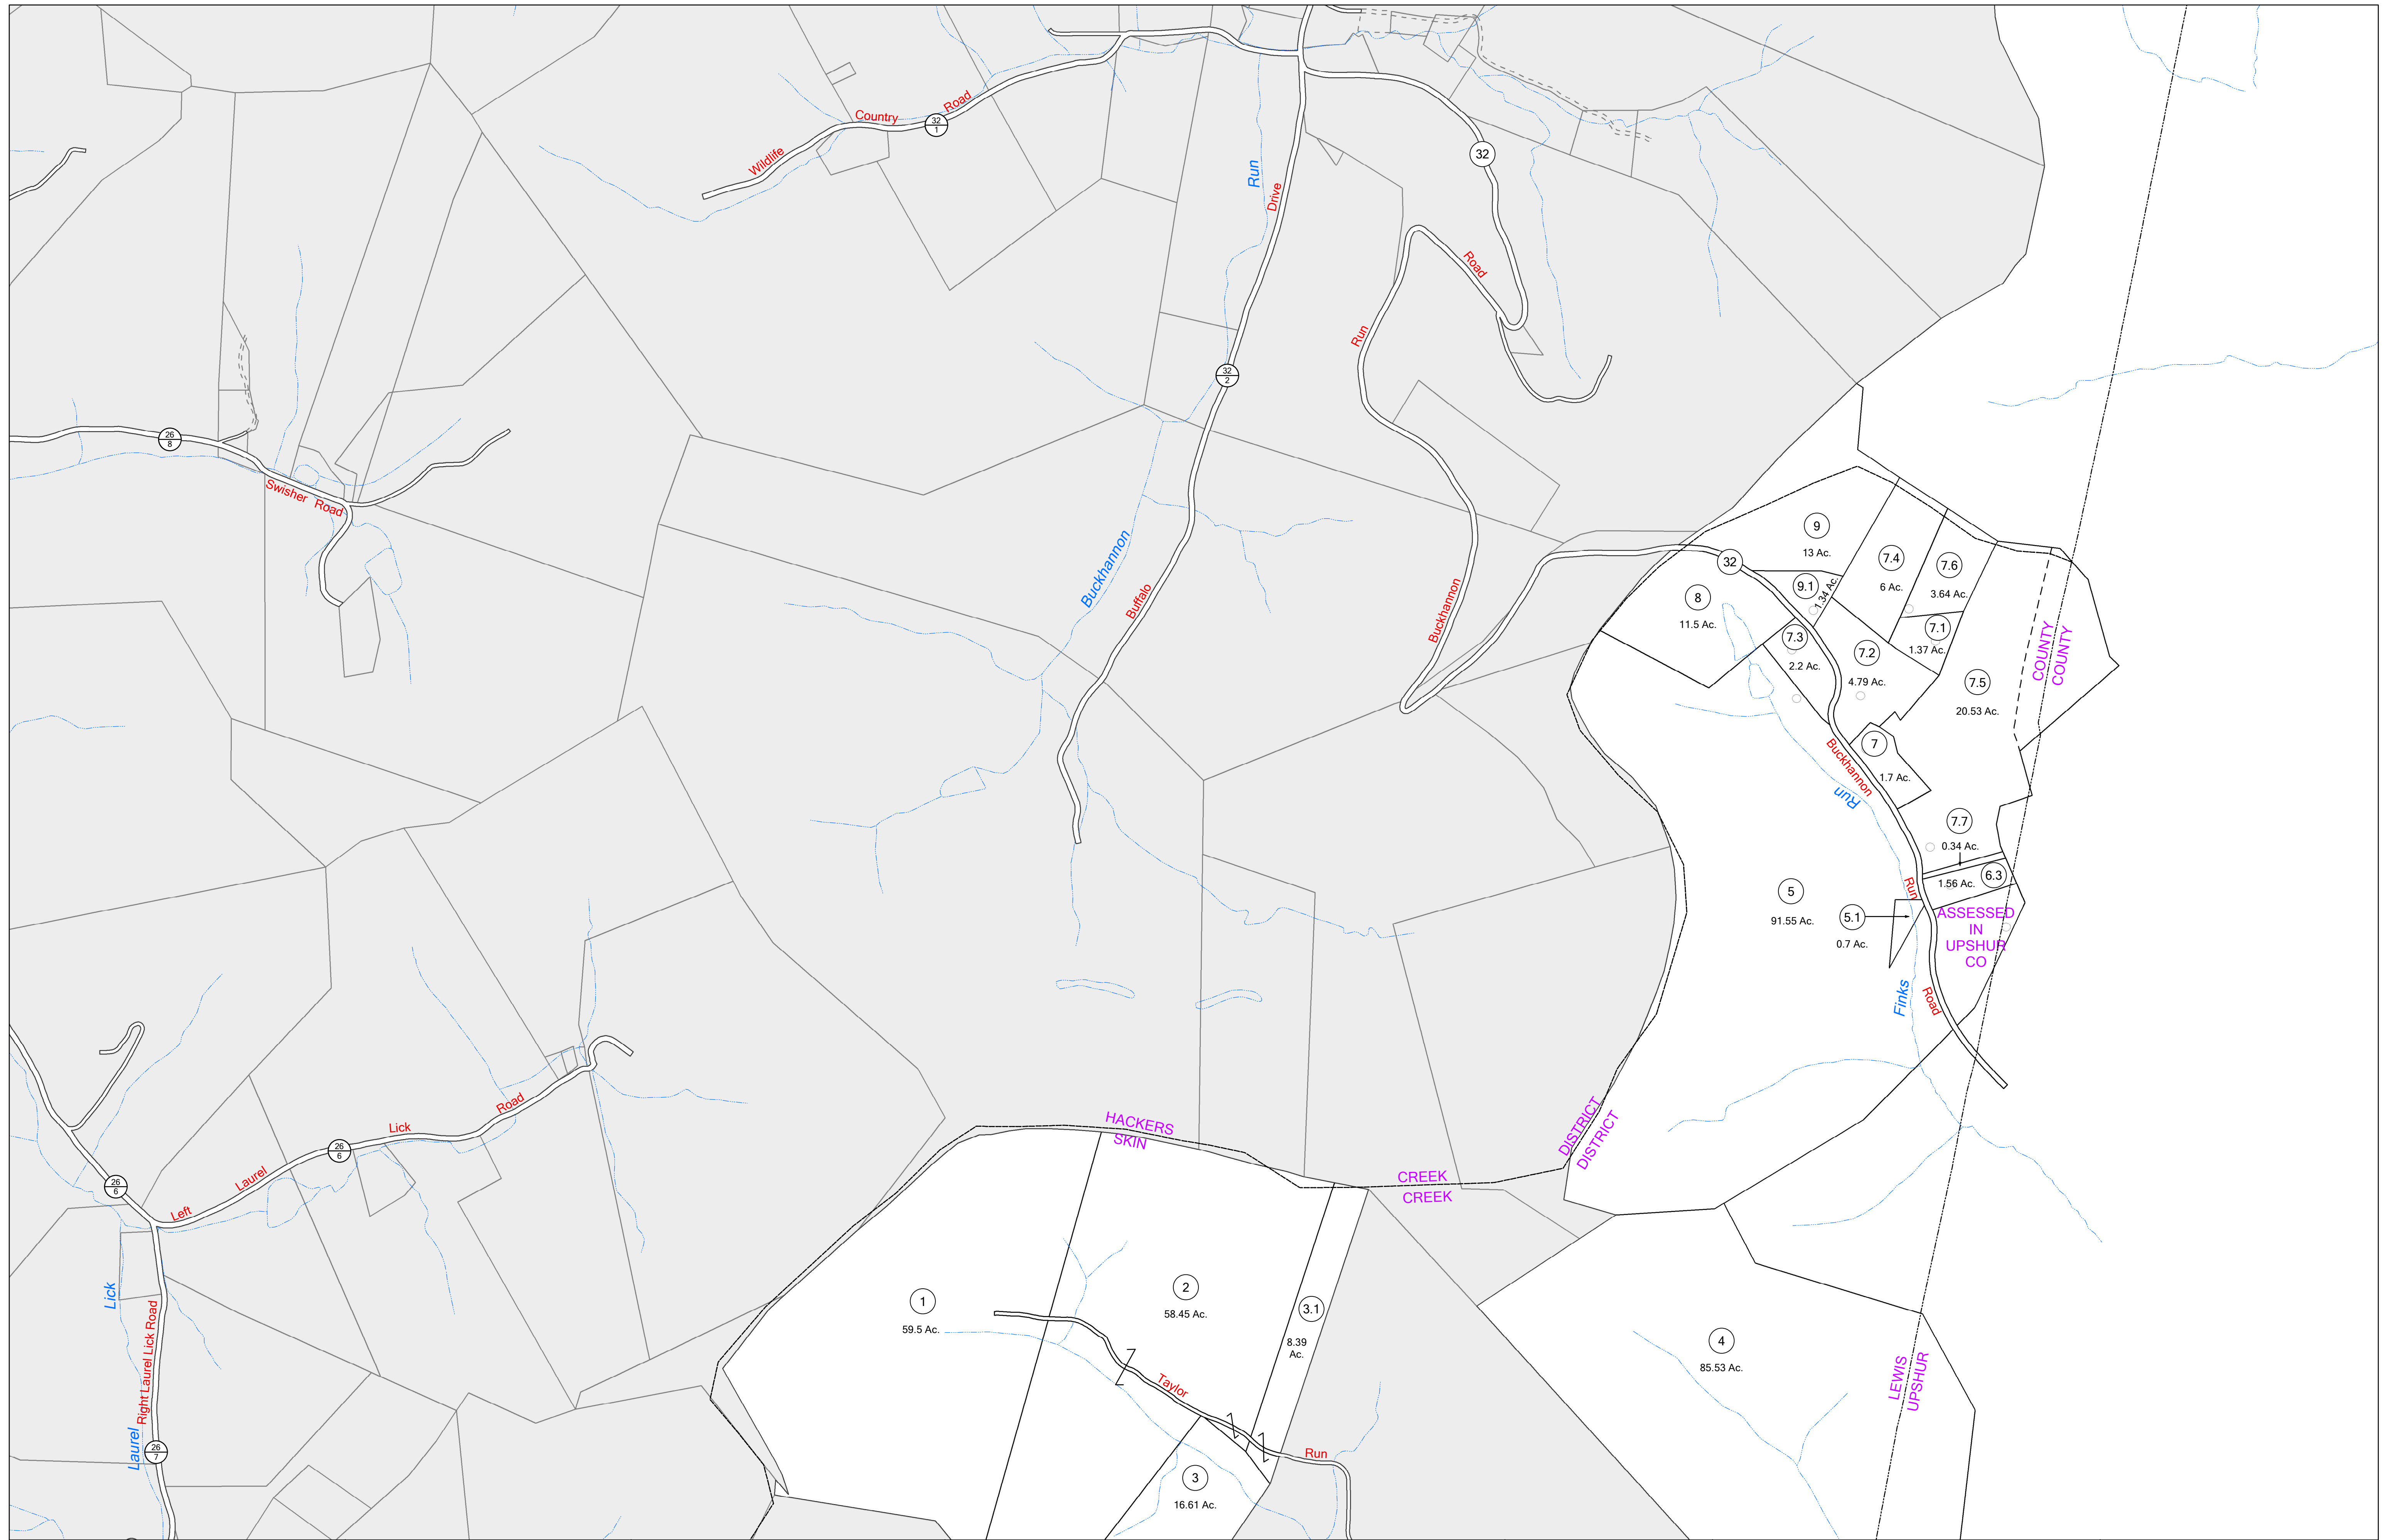 Country Road
32
1
Wildlife
32
Run
Drive
Road
Run
32
2
26
8
Swisher Road
Buckhannon
Buffalo
Buckhannon
32
9
13 Ac.
7.4
6 Ac.
7.6
3.64 Ac.
9.1
1.34 Ac.
8
11.5 Ac.
7.3
2.2 Ac.
7.1
1.37 Ac.
7.2
4.79 Ac.
7.5
20.53 Ac.
COUNTY
COUNTY
7
1.7 Ac.
Buckhannon
Run
7.7
0.34 Ac.
6.3
1.56 Ac.
Run
5
91.55 Ac.
5.1
0.7 Ac.
ASSESSED
IN
UPSHUR
CO
Finks
Road
Lick
Road
26
6
Laurel
26
6
Left
HACKERS
SKIN
DISTRICT
DISTRICT
CREEK
CREEK
Lick
Right Laurel Lick Road
Laurel
26
7
1
59.5 Ac.
2
58.45 Ac.
3.1
8.39
Ac.
4
85.53 Ac.
LEWIS
UPSHUR
Taylor
Run
3
16.61 Ac.